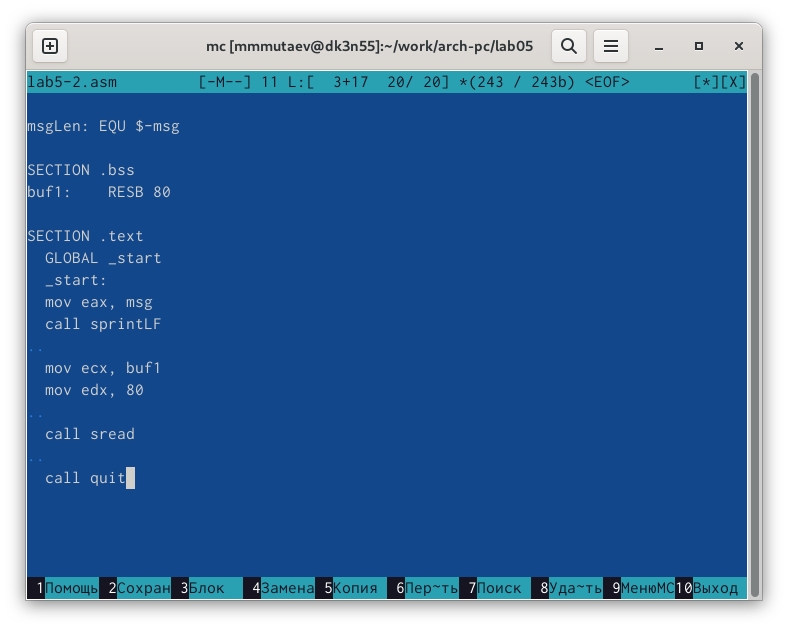 mc [mmmutaev@dk3n55]:~/work/arch-pc/lab05
lab5-2.asm [-M--] 11 L:[ 3+17 20/ 20] *(243 / 243b) <EOF> [*][X]
msgLen: EQU $-msg
SECTION .bss
buf1: RESB 80
SECTION .text
GLOBAL _start
_start:
mov eax, msg
call sprintLF
..
mov ecx, buf1
mov edx, 80
..
call sread
..
call quit
1Помощь 2Сохран 3Блок 4Замена 5Копия 6Пер~ть 7Поиск 8Уда~ть 9МенюMC 10Выход